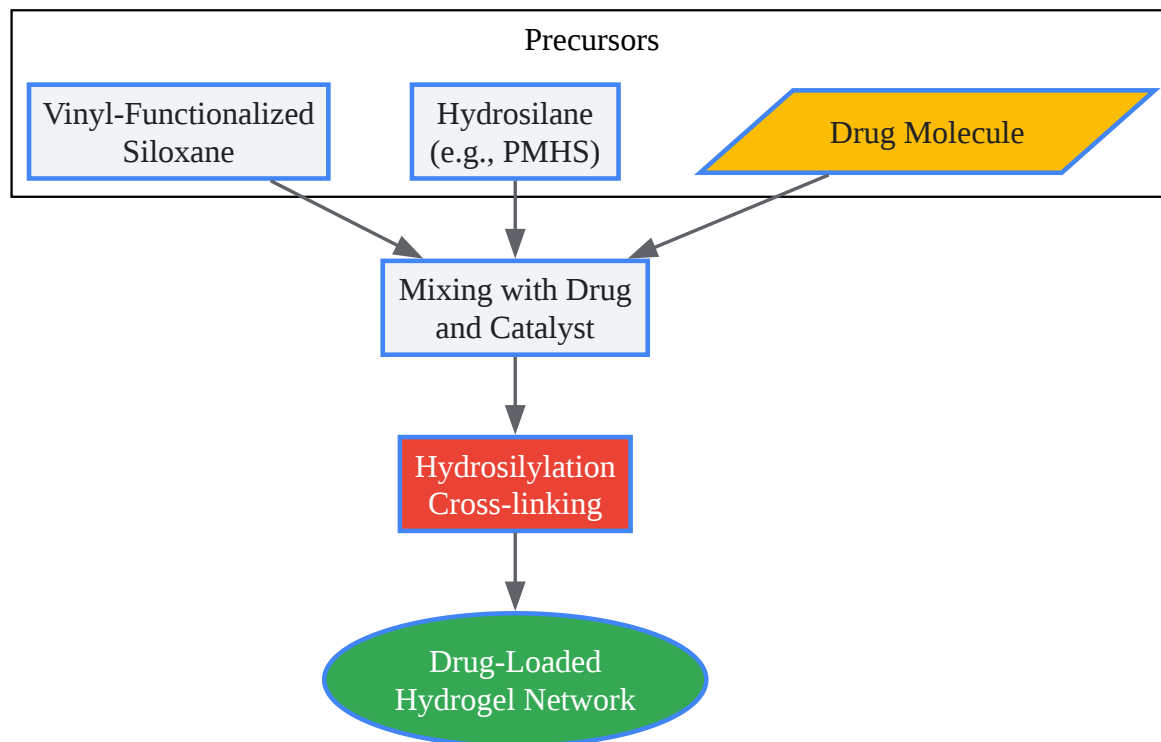 Precursors
Vinyl-Functionalized
Siloxane
Hydrosilane
(e.g., PMHS)
Drug Molecule
Mixing with Drug
and Catalyst
Hydrosilylation
Cross-linking
Drug-Loaded
Hydrogel Network